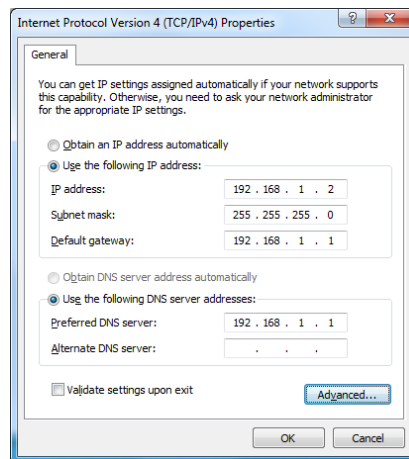 Internet Protocol Version 4 (TCP/IPv4) Properties
General
You can get IP settings assigned automatically if your network supports
this capability. Otherwise, you need to ask your network administrator
for the appropriate IP settings.
Obtain an IP address automatically
Use the following IP address:
IP address: 192 . 168 . 1 . 2
Subnet mask: 255 . 255 . 255 . 0
Default gateway: 192 . 168 . 1 . 1
Obtain DNS server address automatically
Use the following DNS server addresses:
Preferred DNS server: 192 . 168 . 1 . 1
Alternate DNS server: . . .
Validate settings upon exit
Advanced...
OK Cancel